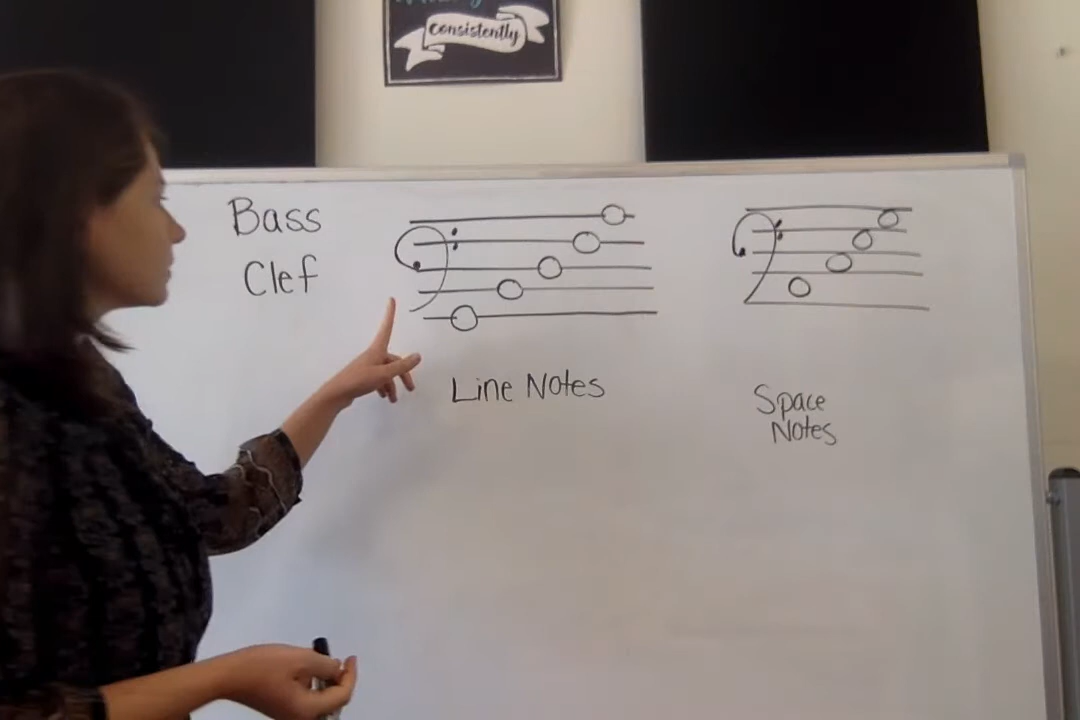 consistently
Bass
Clef
Line Notes
Space
Notes